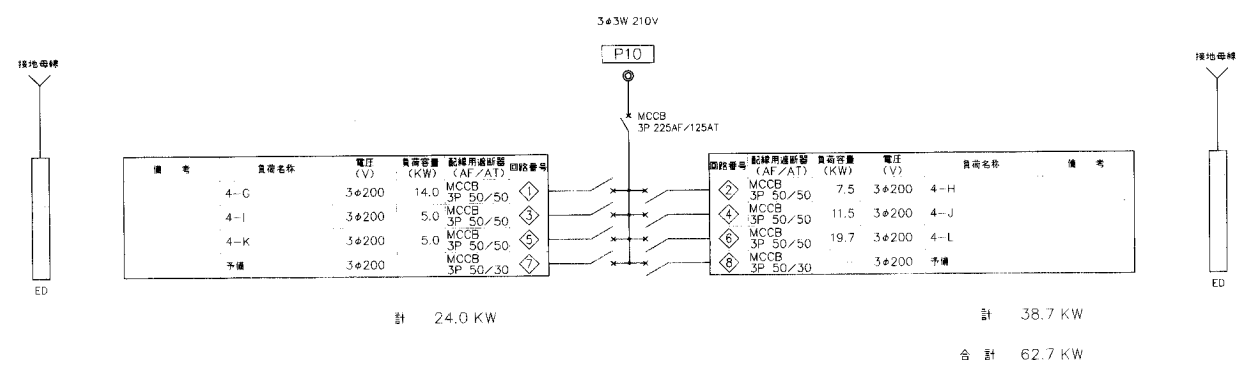 3φ3W 210V
P10
接地母線
接地母線
MCCB
3P 225AF/125AT
備 考 負荷名称 電圧(V) 負荷容量(KW) 配線用遮断器(AF/AT) 回路番号
4-G 3φ200 14.0 MCCB 3P 50/50 1
4-I 3φ200 5.0 MCCB 3P 50/50 3
4-K 3φ200 5.0 MCCB 3P 50/50 5
予備 3φ200 MCCB 3P 50/30 7
回路番号 配線用遮断器(AF/AT) 負荷容量(KW) 電圧(V) 負荷名称 備 考
2 MCCB 3P 50/50 7.5 3φ200 4-H
4 MCCB 3P 50/50 11.5 3φ200 4-J
6 MCCB 3P 50/50 19.7 3φ200 4-L
8 MCCB 3P 50/30 3φ200 予備
ED
ED
計 24.0 KW
計 38.7 KW
合 計 62.7 KW